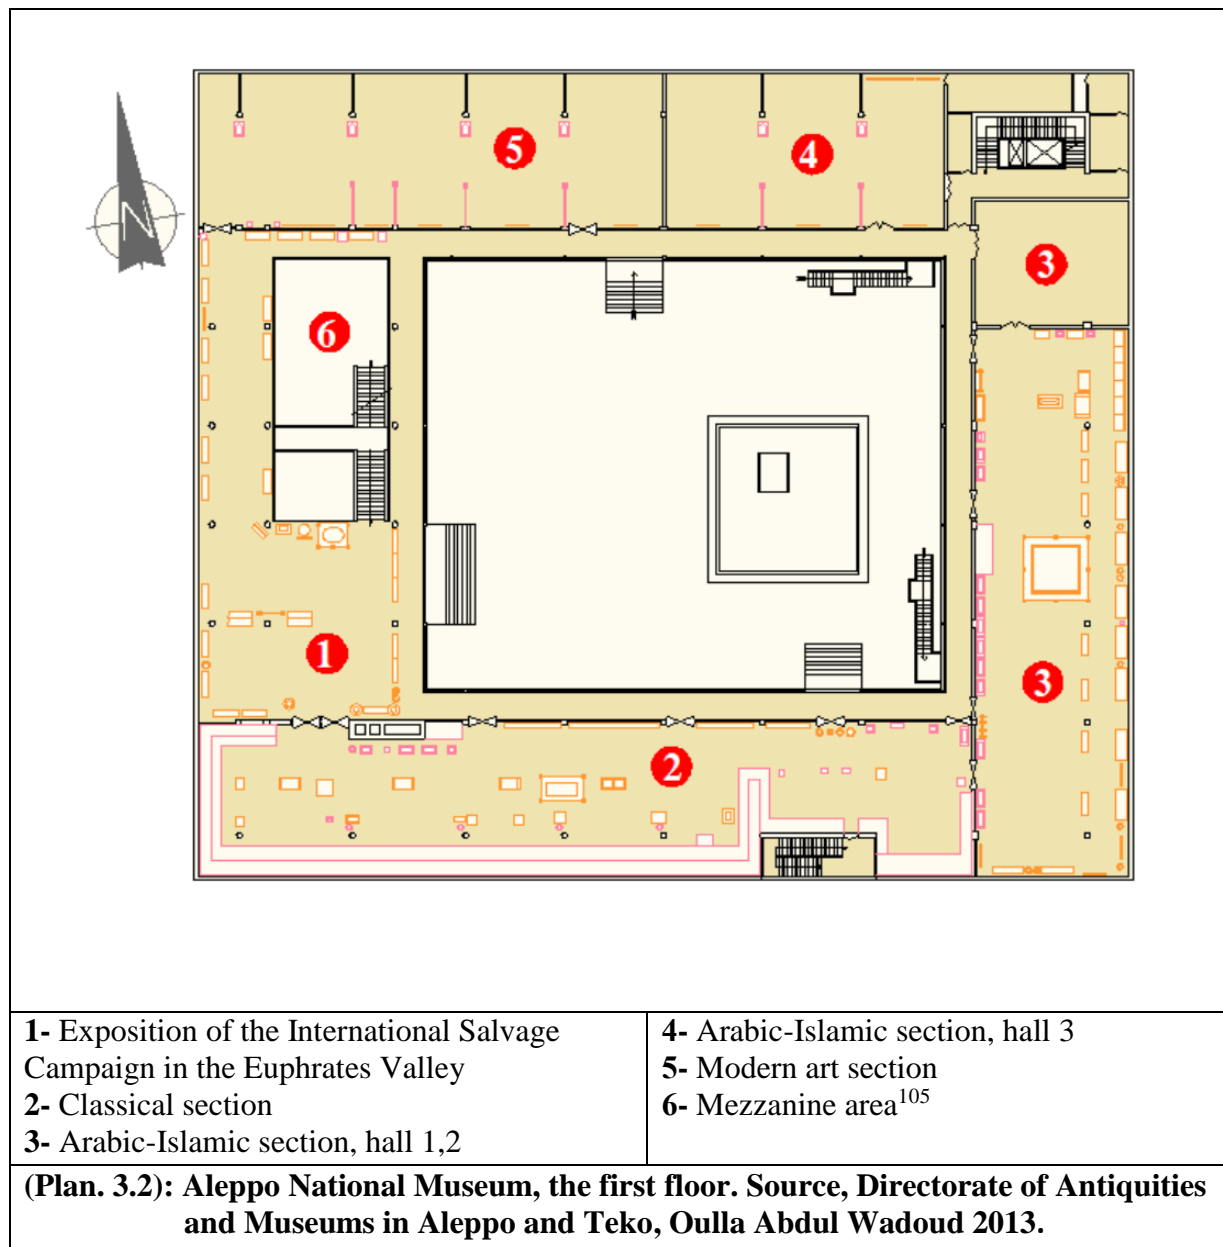 N
5
4
3
6
1
3
2
1- Exposition of the International Salvage
Campaign in the Euphrates Valley
2- Classical section
3- Arabic-Islamic section, hall 1,2
4- Arabic-Islamic section, hall 3
5- Modern art section
6- Mezzanine area105
(Plan. 3.2): Aleppo National Museum, the first floor. Source, Directorate of Antiquities
and Museums in Aleppo and Teko, Oulla Abdul Wadoud 2013.